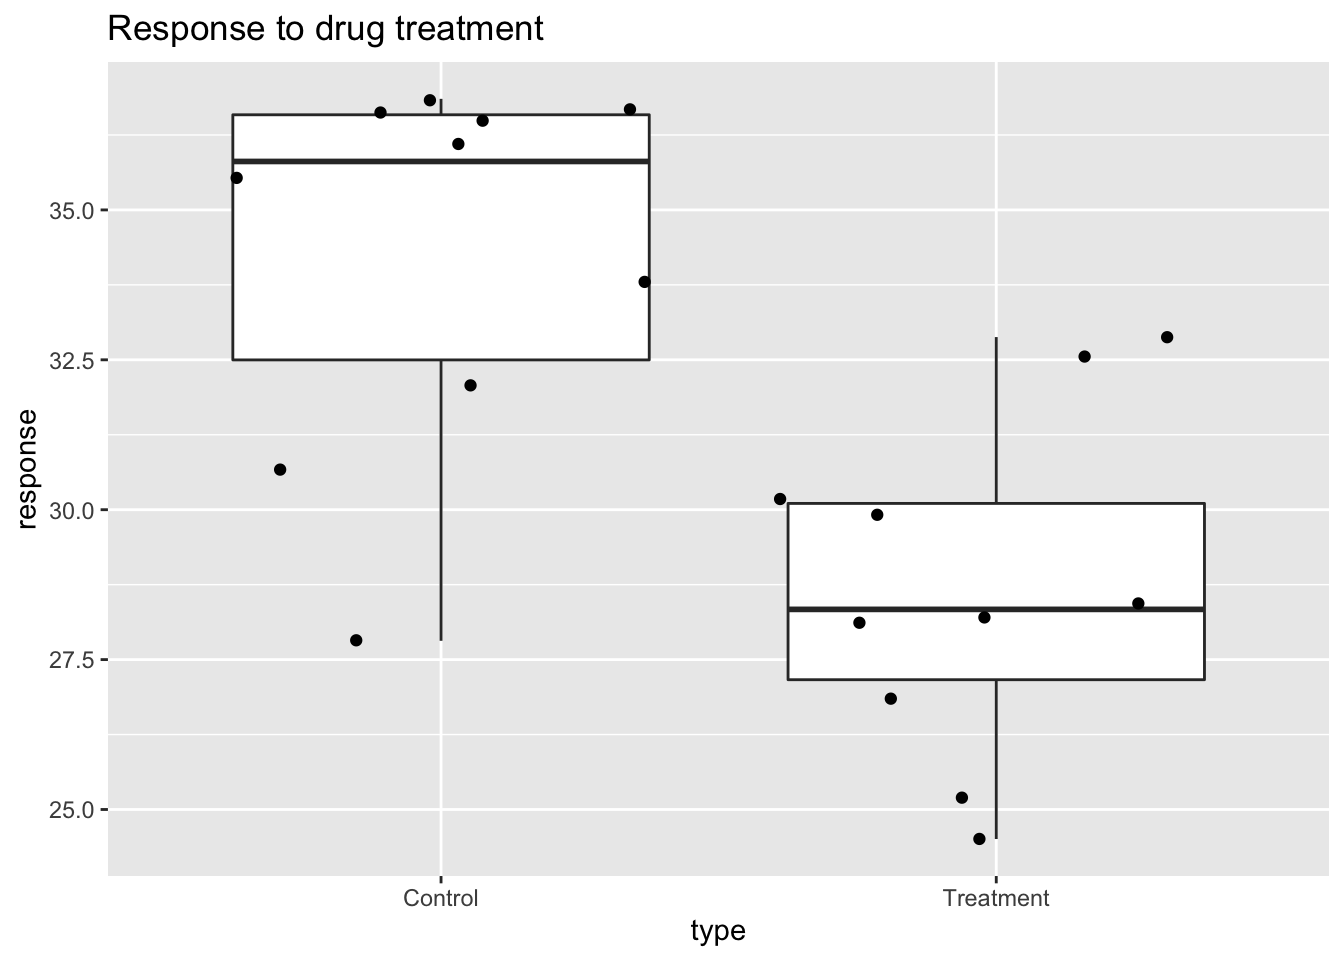 Response to drug treatment
response
35.0
32.5
30.0
27.5
25.0
Control
Treatment
type